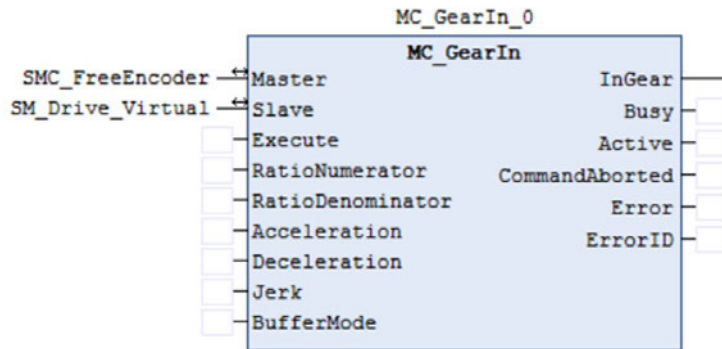 MC_GearIn_0
MC_GearIn
SMC_FreeEncoder Master InGear
SM_Drive_Virtual Slave Busy
Execute Active
RatioNumerator CommandAborted
RatioDenominator Error
Acceleration ErrorID
Deceleration
Jerk
BufferMode